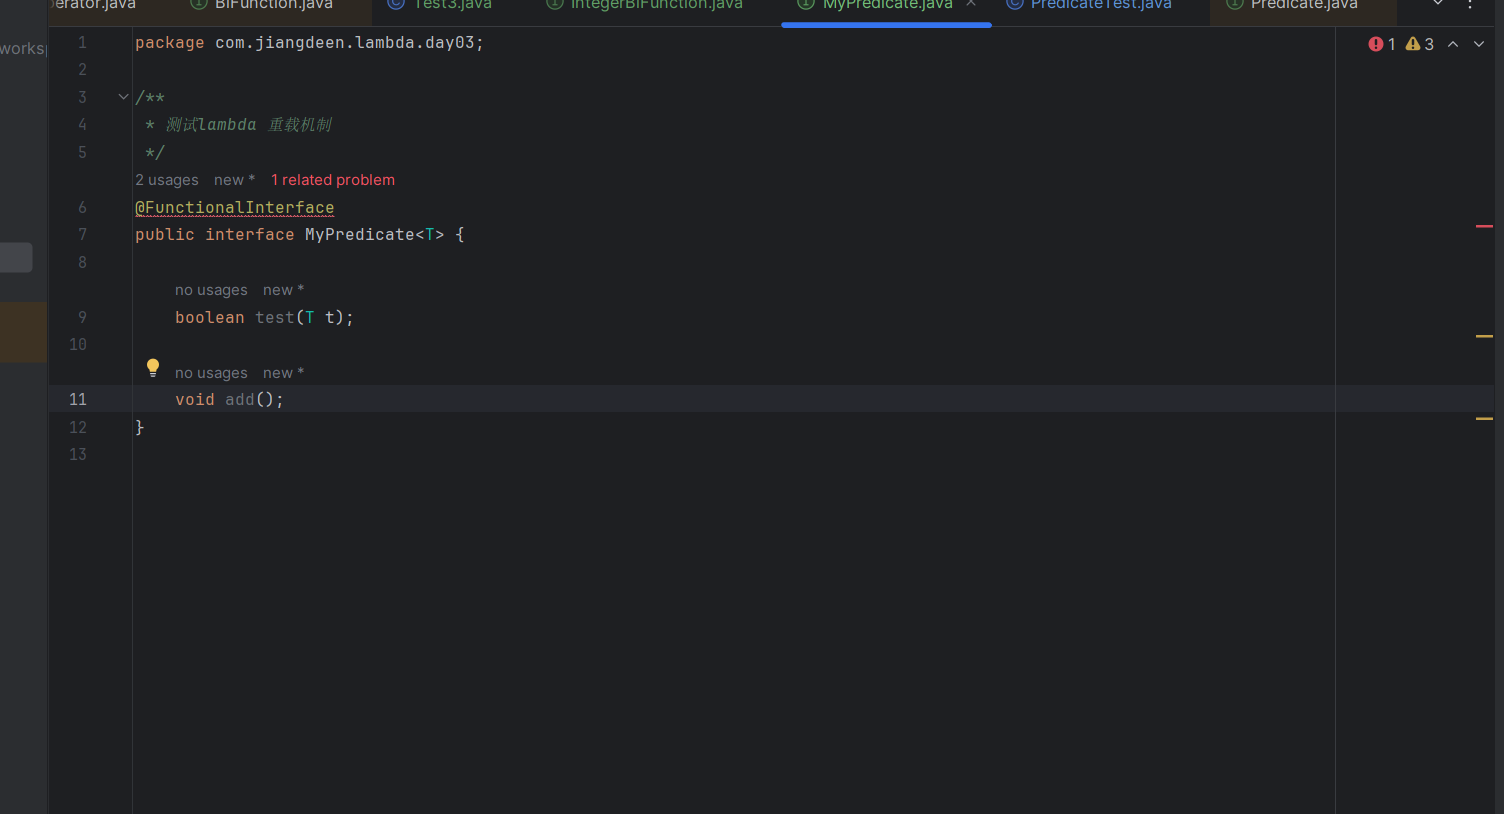 erator.java BiFunction.java Test3.java IntegerBiFunction.java MyPredicate.java PredicateTest.java Predicate.java
worksp
1 package com.jiangdeen.lambda.day03; 1 3
2
3 /**
4 * 测试lambda 重载机制
5 */
2 usages new * 1 related problem
6 @FunctionalInterface
7 public interface MyPredicate<T> {
8
no usages new *
9 boolean test(T t);
10
no usages new *
11 void add();
12 }
13